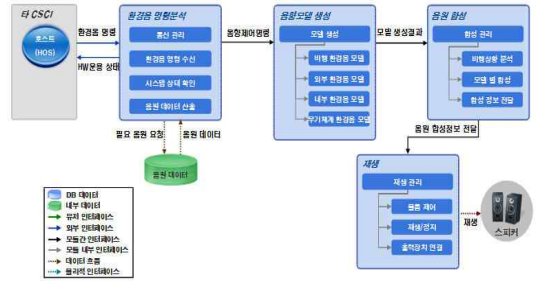 타 CSCI
호스트
(HOS)
환경음 명령
HW운용 상태
환경음 명령분석
통신 관리
환경음 명령 수신
시스템 상태 확인
음원 데이터 산출
필요 음원 요청
음원 데이터
음원 데이터
음향제어명령
음향모델 생성
모델 생성
비행 환경음 모델
외부 환경음 모델
내부 환경음 모델
무기체계 환경음 모델
모델 생성결과
음원 합성
합성 관리
비행상황 분석
모델 별 합성
합성 정보 전달
음원 합성정보 전달
재생
재생 관리
볼륨 제어
재생/정지
출력장치 연결
재생
스피커
DB 데이터
내부 데이터
유저 인터페이스
외부 인터페이스
모듈간 인터페이스
모듈 내부 인터페이스
데이터 흐름
물리적 인터페이스